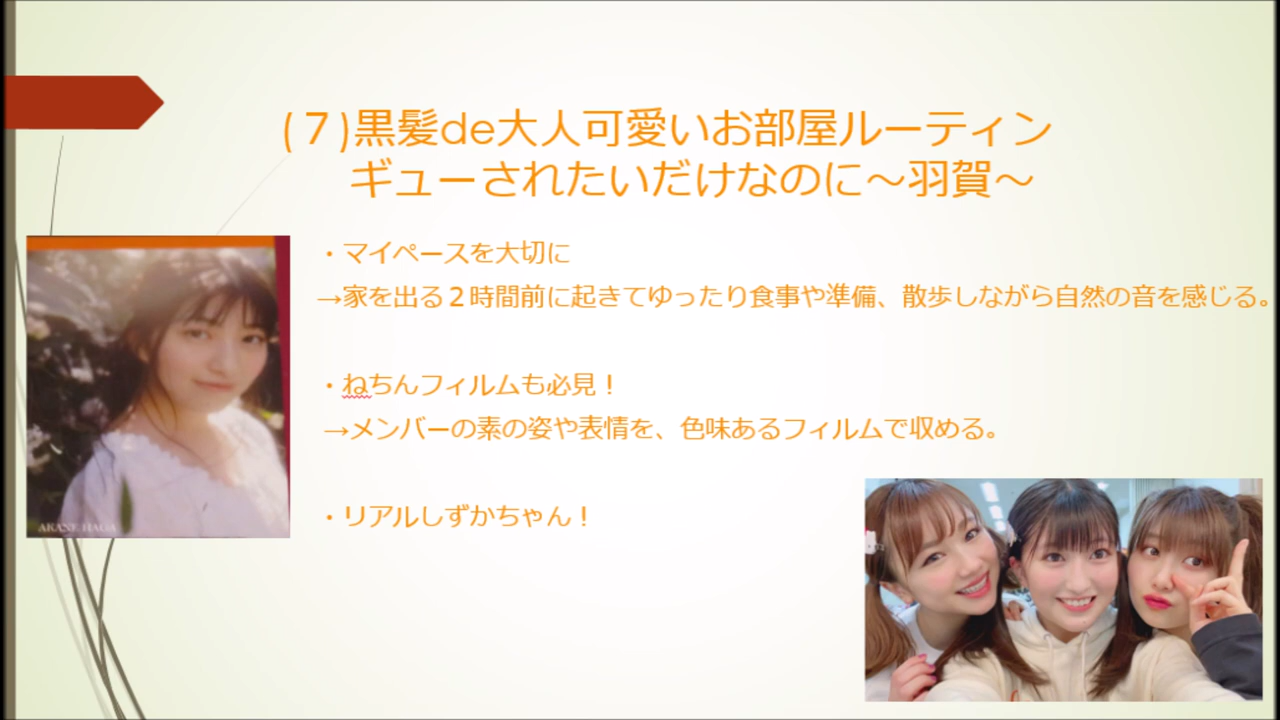 (７)黒髪de大人可愛いお部屋ルーティン
ギューされたいだけなのに～羽賀～
・マイペースを大切に
→家を出る２時間前に起きてゆったり食事や準備、散歩しながら自然の音を感じる。
・ねちんフィルムも必見！
→メンバーの素の姿や表情を、色味あるフィルムで収める。
・リアルしずかちゃん！
AKANE HAGA